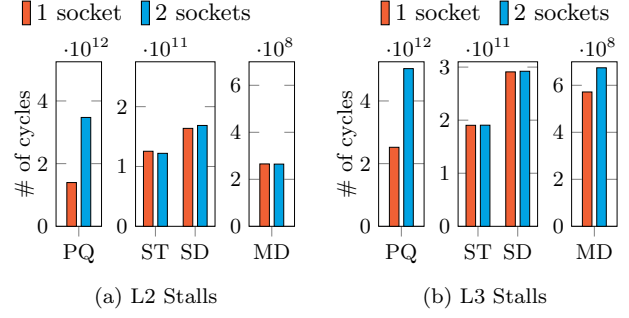 1 socket 2 sockets
·10^12 ·10^11 ·10^8
# of cycles
4
2
0
2
1
0
6
4
2
0
PQ ST SD MD
(a) L2 Stalls
1 socket 2 sockets
·10^12 ·10^11 ·10^8
# of cycles
4
2
0
3
2
1
0
6
4
2
0
PQ ST SD MD
(b) L3 Stalls